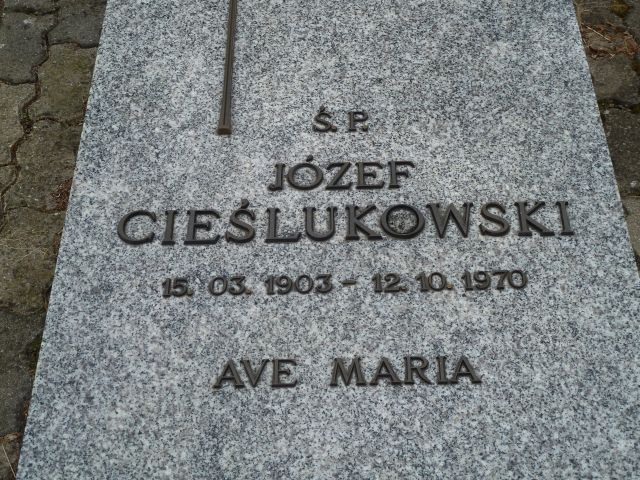 Ś.P.
JÓZEF
CIEŚLUKOWSKI
15. 03. 1903 - 12. 10. 1970
AVE MARIA